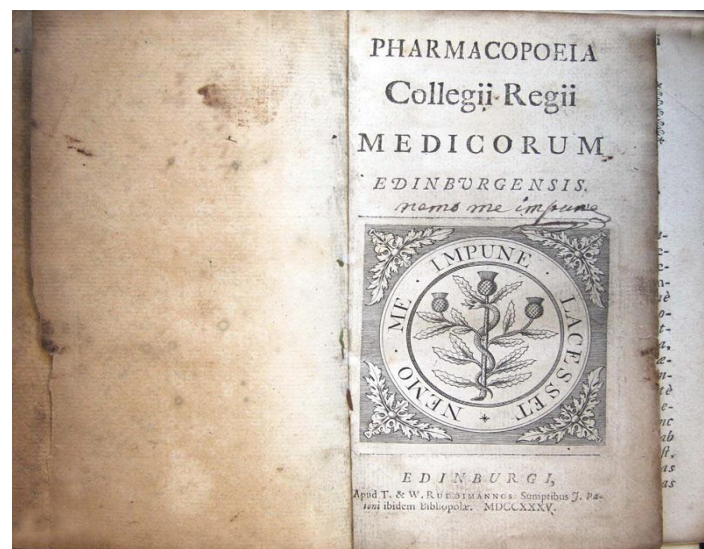 PHARMACOPOEIA
Collegii Regii
MEDICORUM
EDINBURGENSIS.
nemo me impune
NEMO · ME · IMPUNE · LACESSET
EDINBURGI,
Apud T. & W. RUDDIMANNOS. Sumptibus J. Pa-
toni ibidem Bibliopolæ. MDCCXXXV.